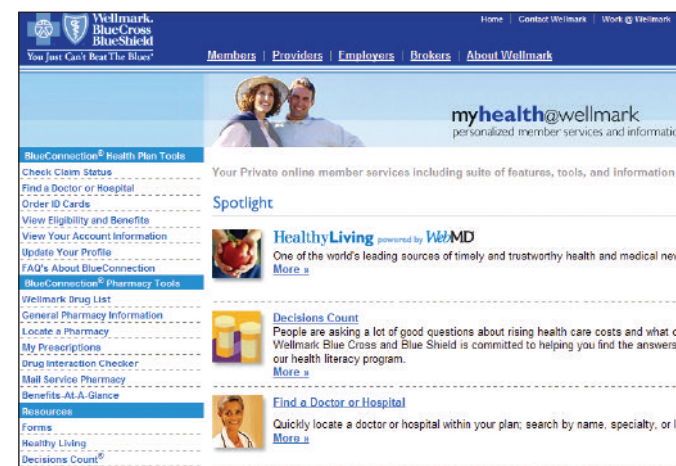 Wellmark.
BlueCross
BlueShield
You Just Can't Beat The Blues®
Home | Contact Wellmark | Work @ Wellmark
Members | Providers | Employers | Brokers | About Wellmark
myhealth@wellmark
personalized member services and informatio
BlueConnection® Health Plan Tools
Check Claim Status
Find a Doctor or Hospital
Order ID Cards
View Eligibility and Benefits
View Your Account Information
Update Your Profile
FAQ's About BlueConnection
BlueConnection® Pharmacy Tools
Wellmark Drug List
General Pharmacy Information
Locate a Pharmacy
My Prescriptions
Drug Interaction Checker
Mail Service Pharmacy
Benefits-At-A-Glance
Resources
Forms
Healthy Living
Decisions Count®
Your Private online member services including suite of features, tools, and information
Spotlight
HealthyLiving powered by WebMD
One of the world's leading sources of timely and trustworthy health and medical nev
More »
Decisions Count
People are asking a lot of good questions about rising health care costs and what c
Wellmark Blue Cross and Blue Shield is committed to helping you find the answers
our health literacy program.
More »
Find a Doctor or Hospital
Quickly locate a doctor or hospital within your plan; search by name, specialty, or l
More »